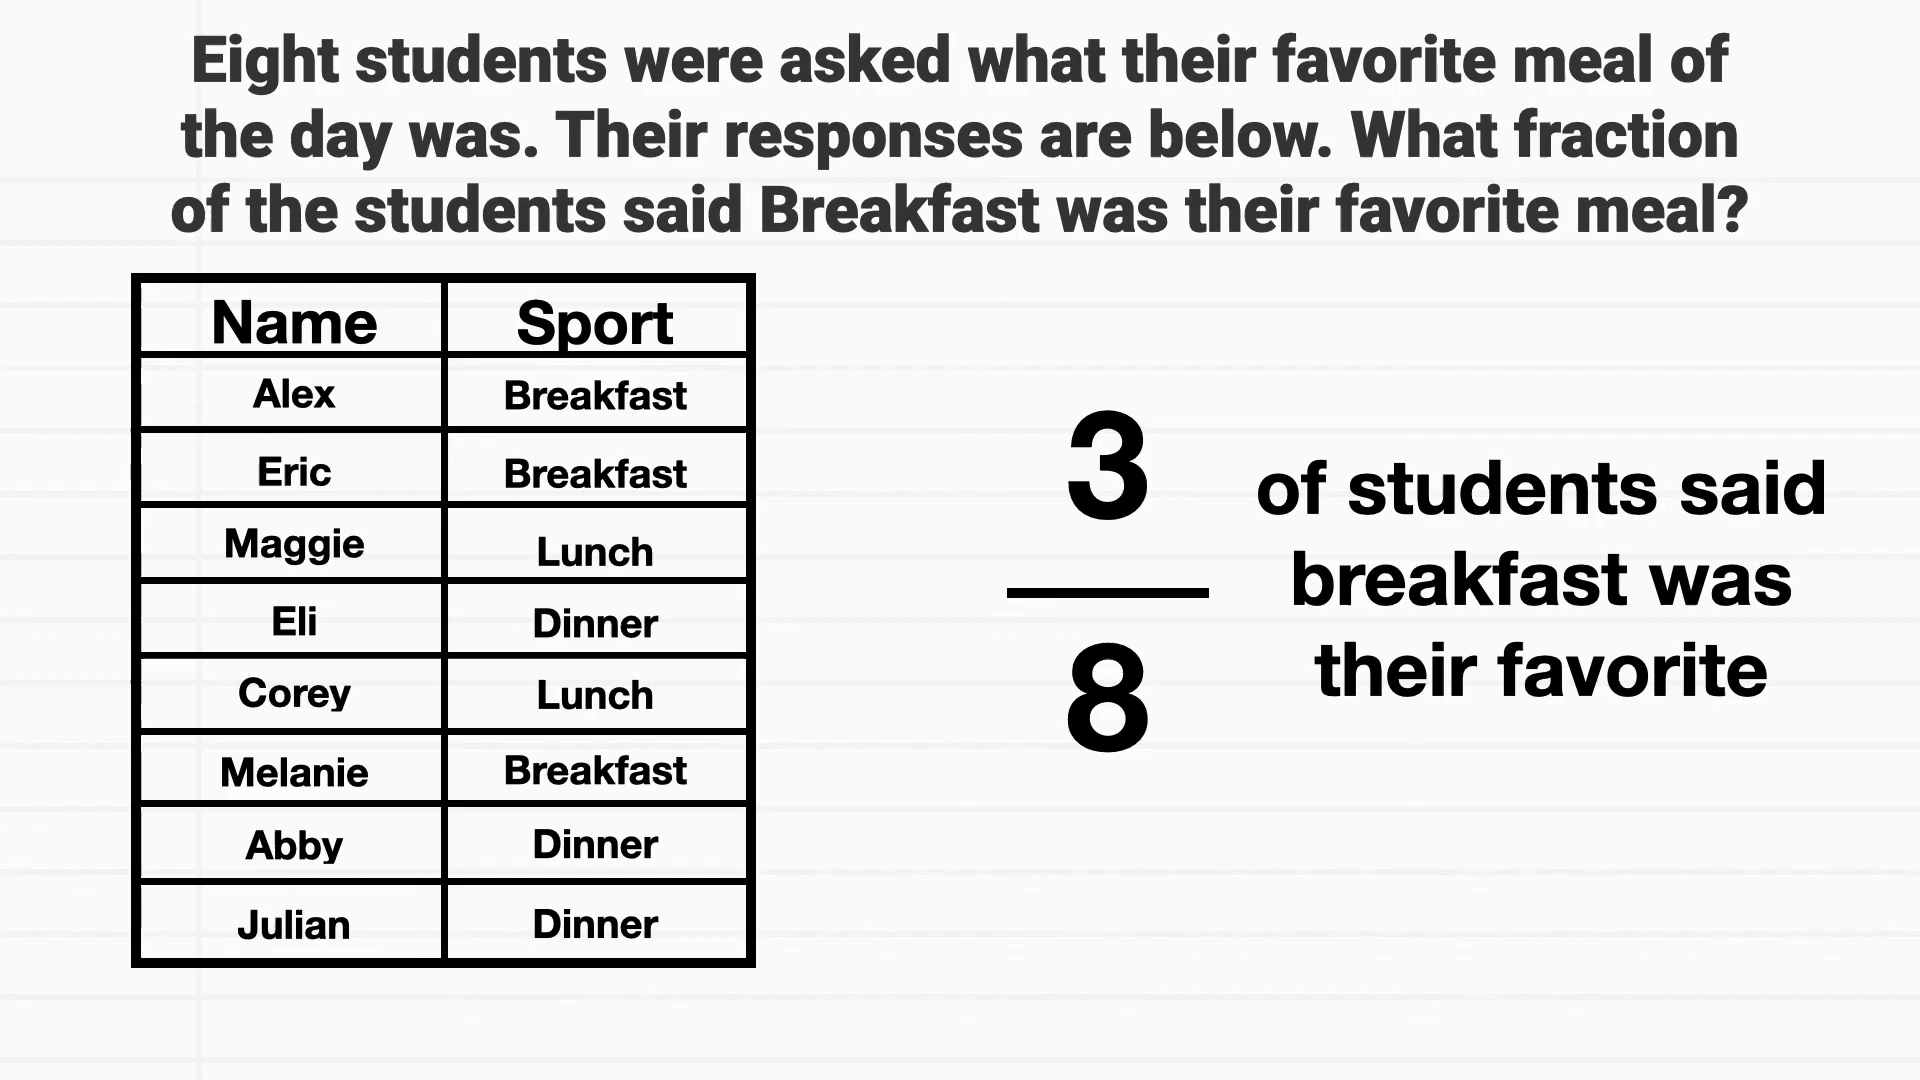 Eight students were asked what their favorite meal of
the day was. Their responses are below. What fraction
of the students said Breakfast was their favorite meal?
Name Sport
Alex Breakfast
Eric Breakfast
Maggie Lunch
Eli Dinner
Corey Lunch
Melanie Breakfast
Abby Dinner
Julian Dinner
3
8
of students said
breakfast was
their favorite